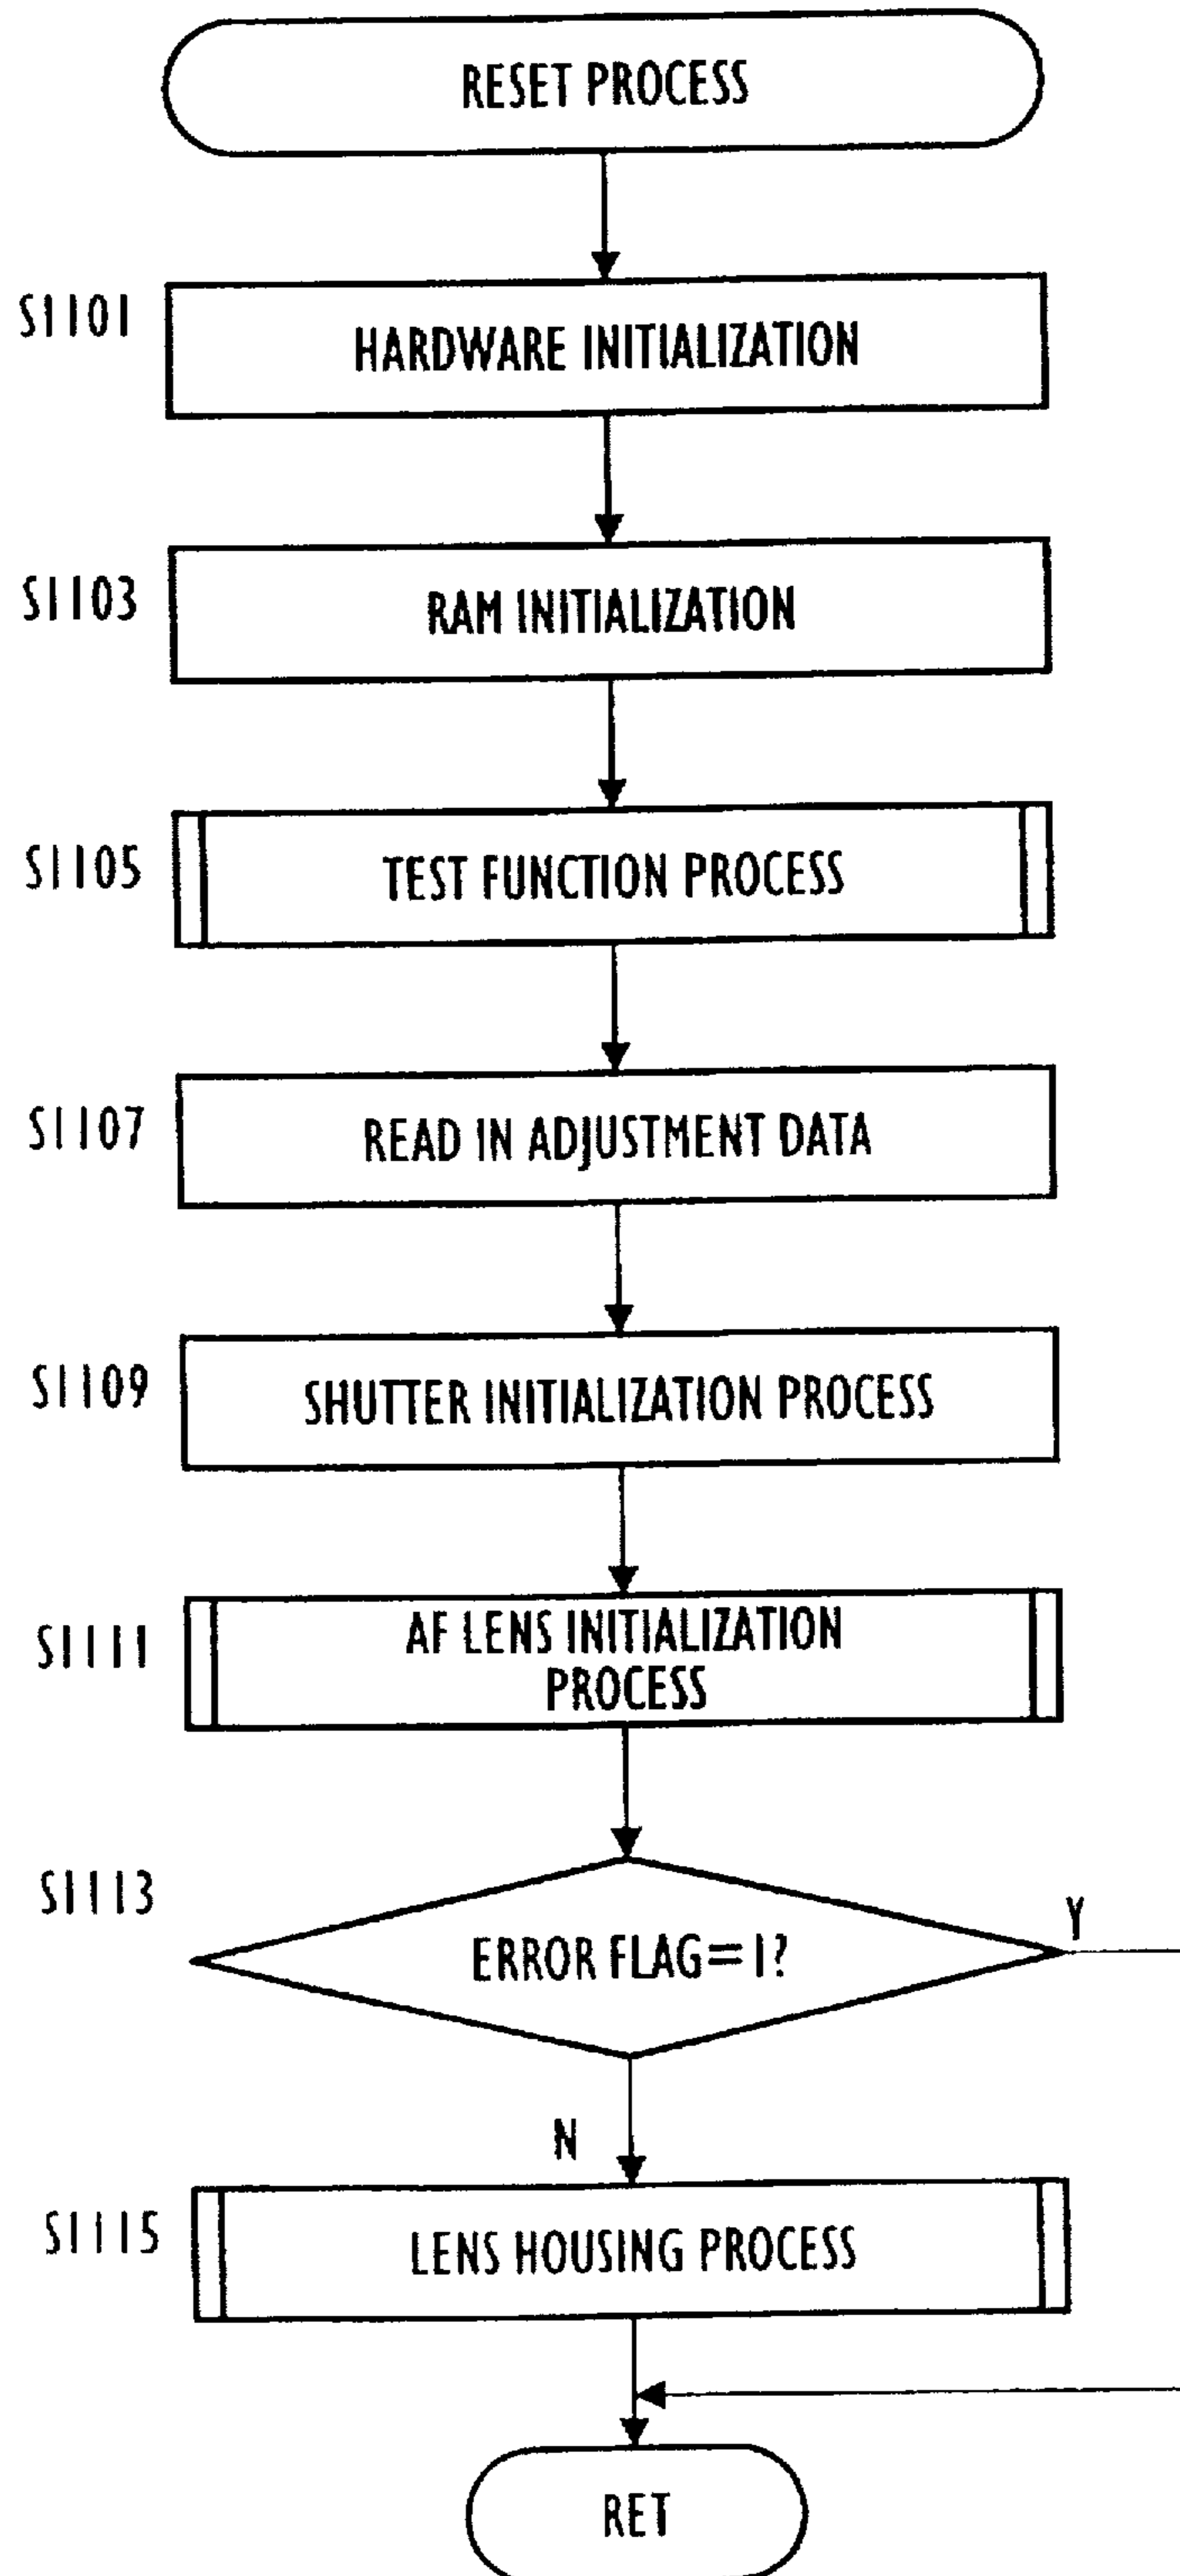 RESET PROCESS
S1101
HARDWARE INITIALIZATION
S1103
RAM INITIALIZATION
S1105
TEST FUNCTION PROCESS
S1107
READ IN ADJUSTMENT DATA
S1109
SHUTTER INITIALIZATION PROCESS
S1111
AF LENS INITIALIZATION
PROCESS
S1113
ERROR FLAG=1?
Y
N
S1115
LENS HOUSING PROCESS
RET